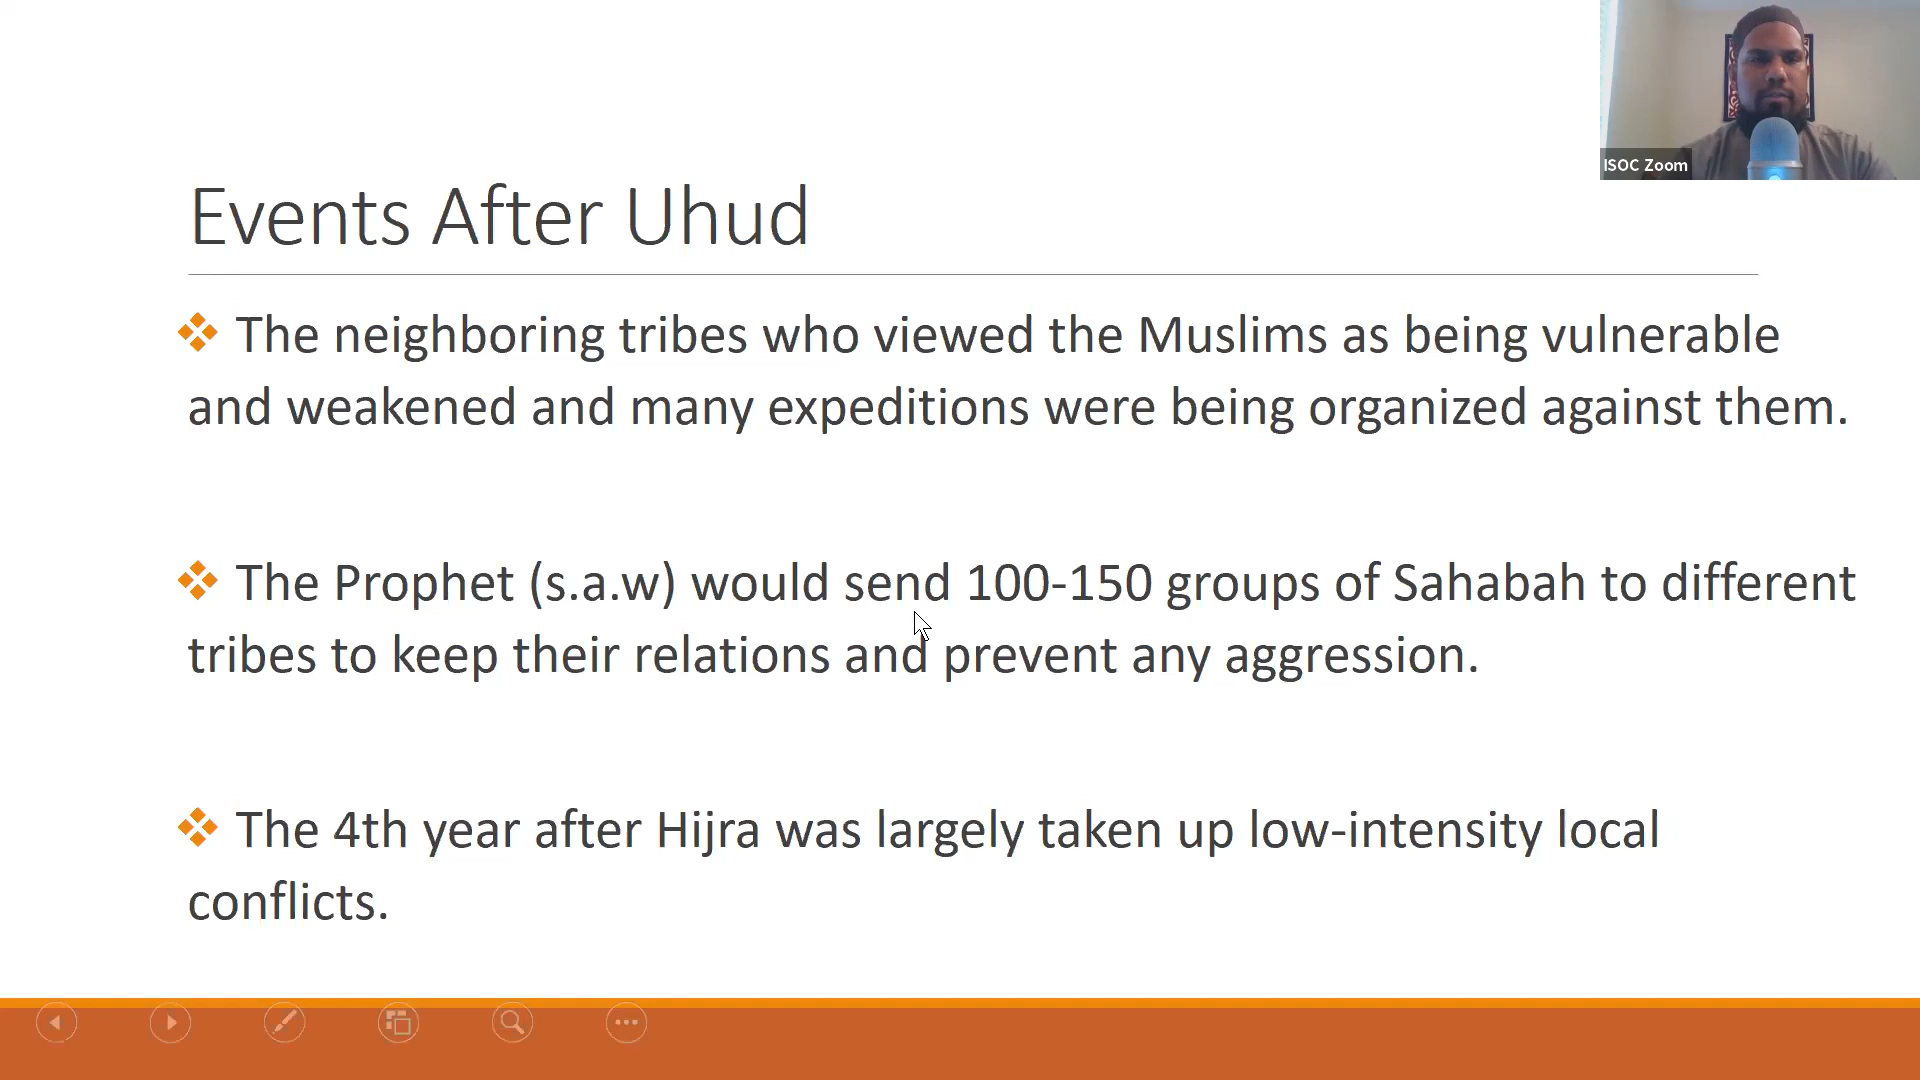 ISOC Zoom
Events After Uhud
The neighboring tribes who viewed the Muslims as being vulnerable
and weakened and many expeditions were being organized against them.
The Prophet (s.a.w) would send 100-150 groups of Sahabah to different
tribes to keep their relations and prevent any aggression.
The 4th year after Hijra was largely taken up low-intensity local
conflicts.